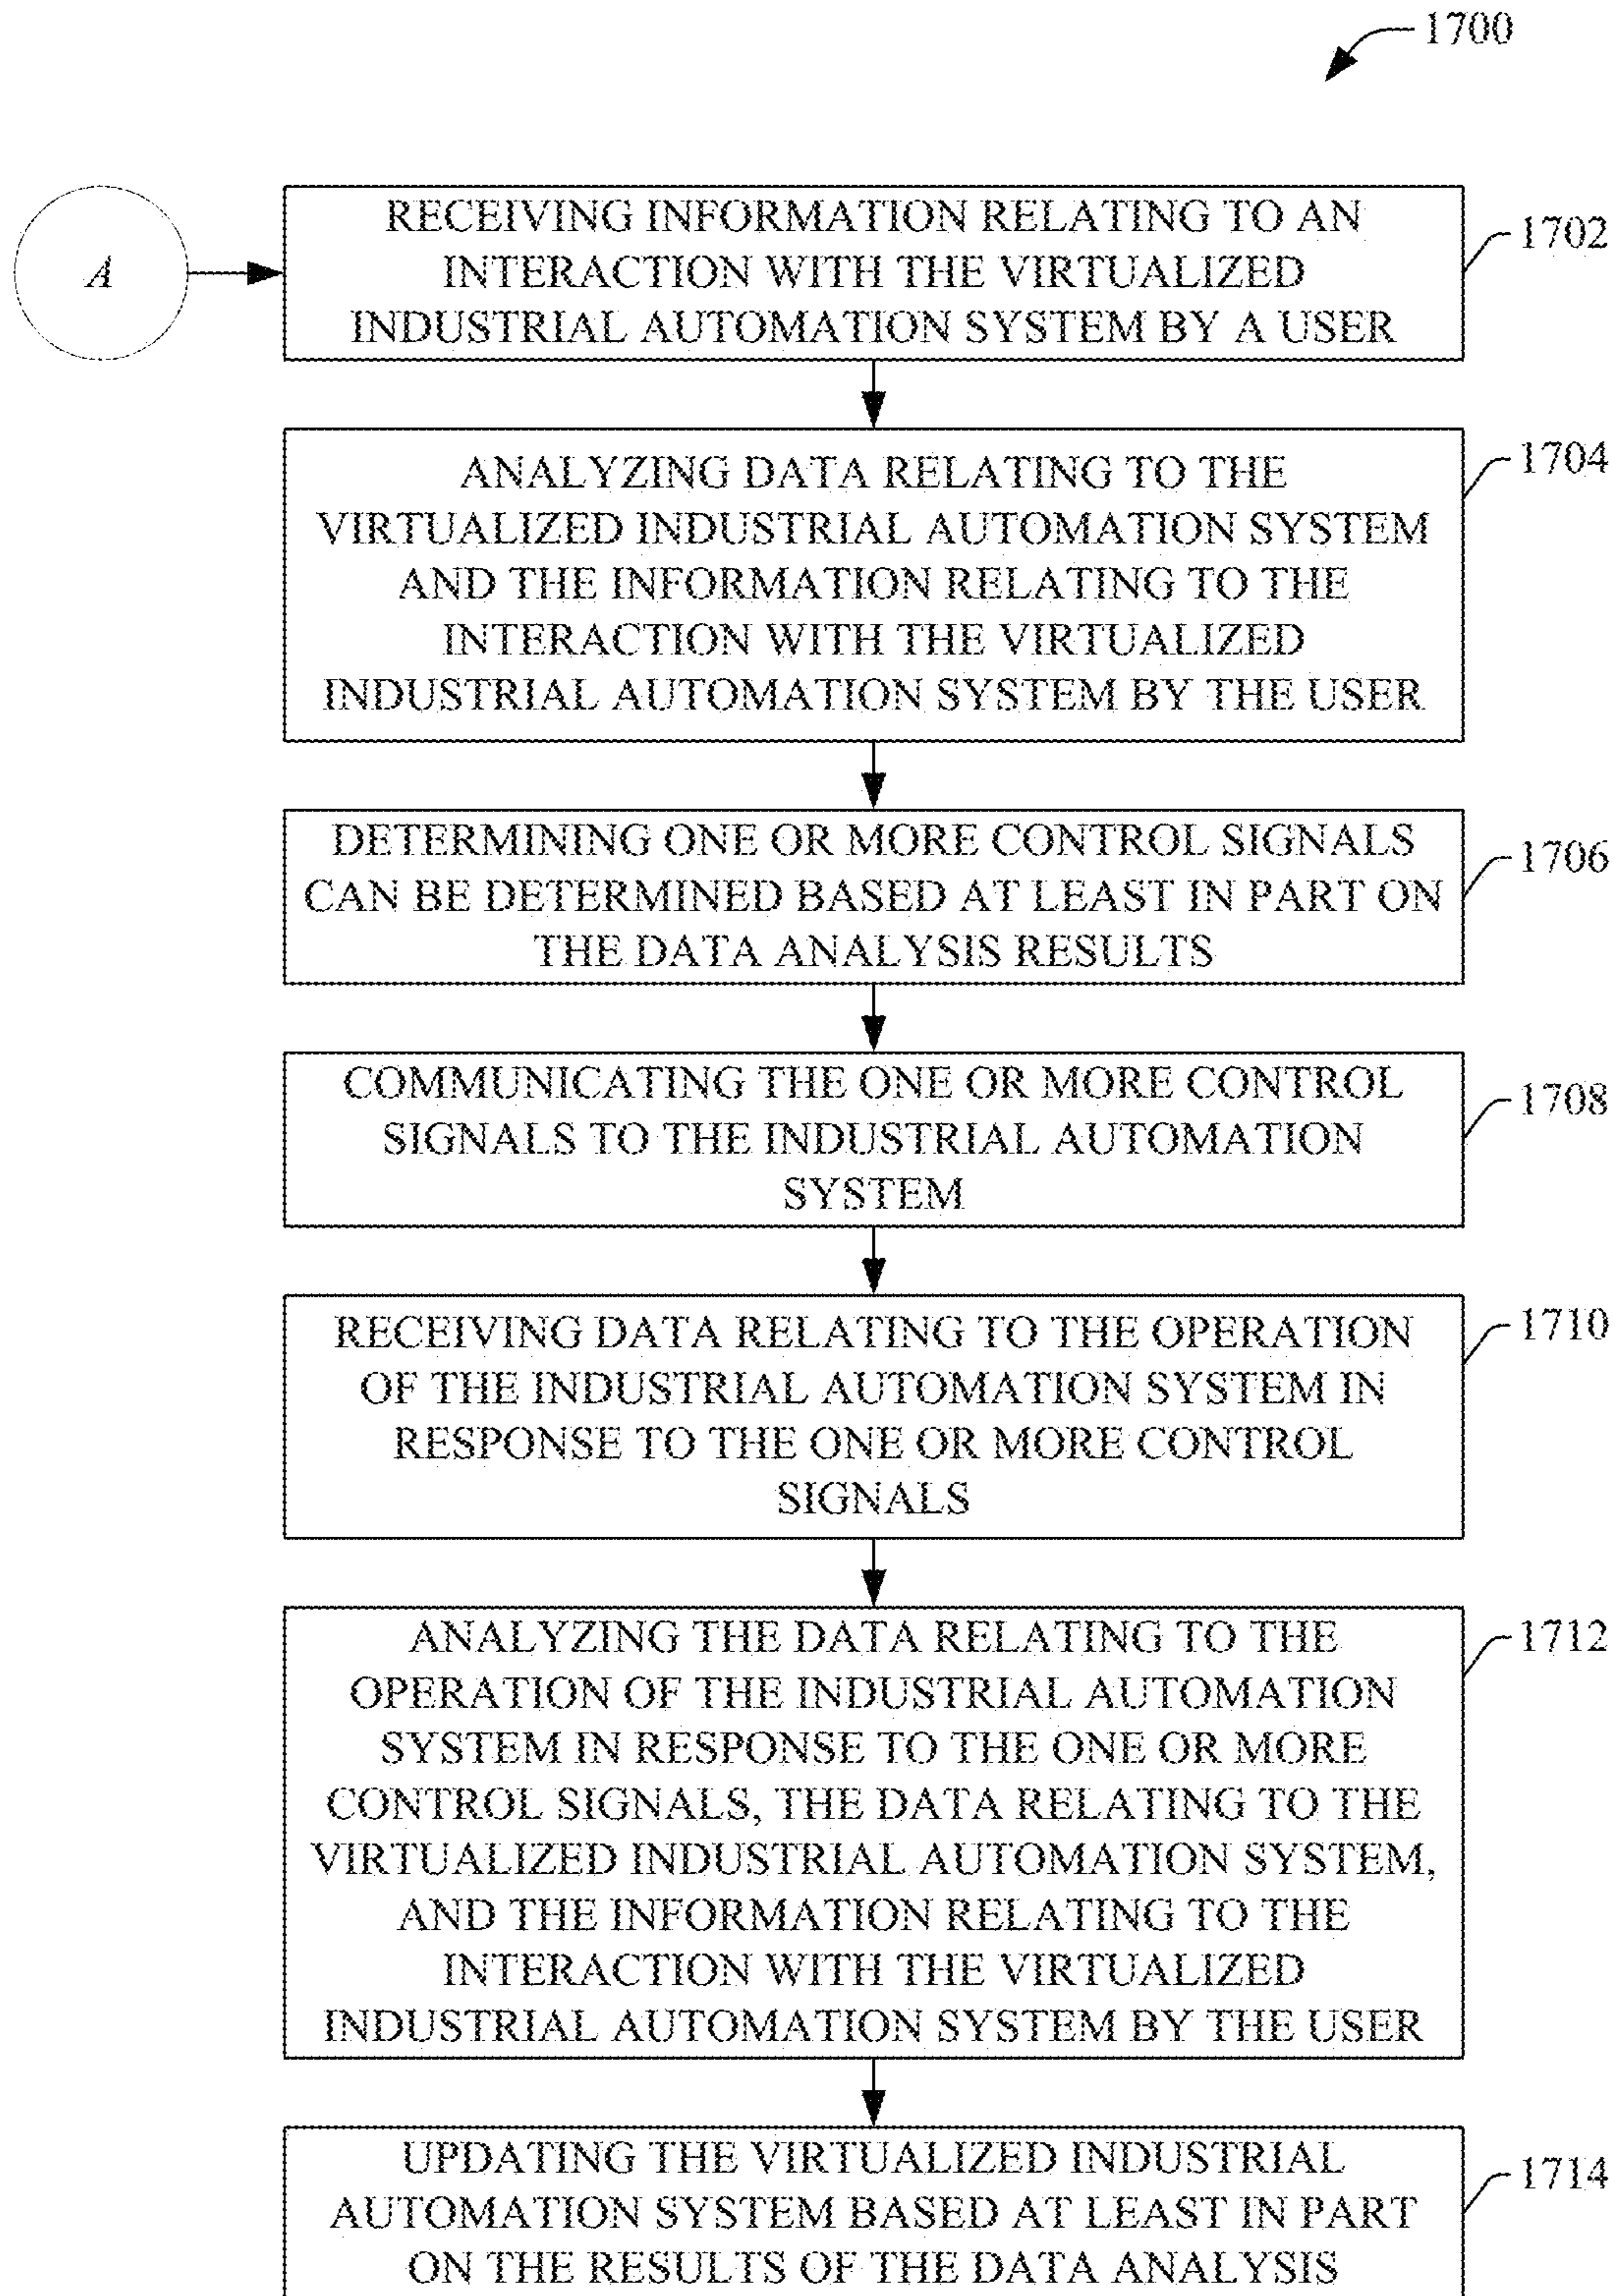 1700
A
RECEIVING INFORMATION RELATING TO AN
INTERACTION WITH THE VIRTUALIZED
INDUSTRIAL AUTOMATION SYSTEM BY A USER
1702
ANALYZING DATA RELATING TO THE
VIRTUALIZED INDUSTRIAL AUTOMATION SYSTEM
AND THE INFORMATION RELATING TO THE
INTERACTION WITH THE VIRTUALIZED
INDUSTRIAL AUTOMATION SYSTEM BY THE USER
1704
DETERMINING ONE OR MORE CONTROL SIGNALS
CAN BE DETERMINED BASED AT LEAST IN PART ON
THE DATA ANALYSIS RESULTS
1706
COMMUNICATING THE ONE OR MORE CONTROL
SIGNALS TO THE INDUSTRIAL AUTOMATION
SYSTEM
1708
RECEIVING DATA RELATING TO THE OPERATION
OF THE INDUSTRIAL AUTOMATION SYSTEM IN
RESPONSE TO THE ONE OR MORE CONTROL
SIGNALS
1710
ANALYZING THE DATA RELATING TO THE
OPERATION OF THE INDUSTRIAL AUTOMATION
SYSTEM IN RESPONSE TO THE ONE OR MORE
CONTROL SIGNALS, THE DATA RELATING TO THE
VIRTUALIZED INDUSTRIAL AUTOMATION SYSTEM,
AND THE INFORMATION RELATING TO THE
INTERACTION WITH THE VIRTUALIZED
INDUSTRIAL AUTOMATION SYSTEM BY THE USER
1712
UPDATING THE VIRTUALIZED INDUSTRIAL
AUTOMATION SYSTEM BASED AT LEAST IN PART
ON THE RESULTS OF THE DATA ANALYSIS
1714